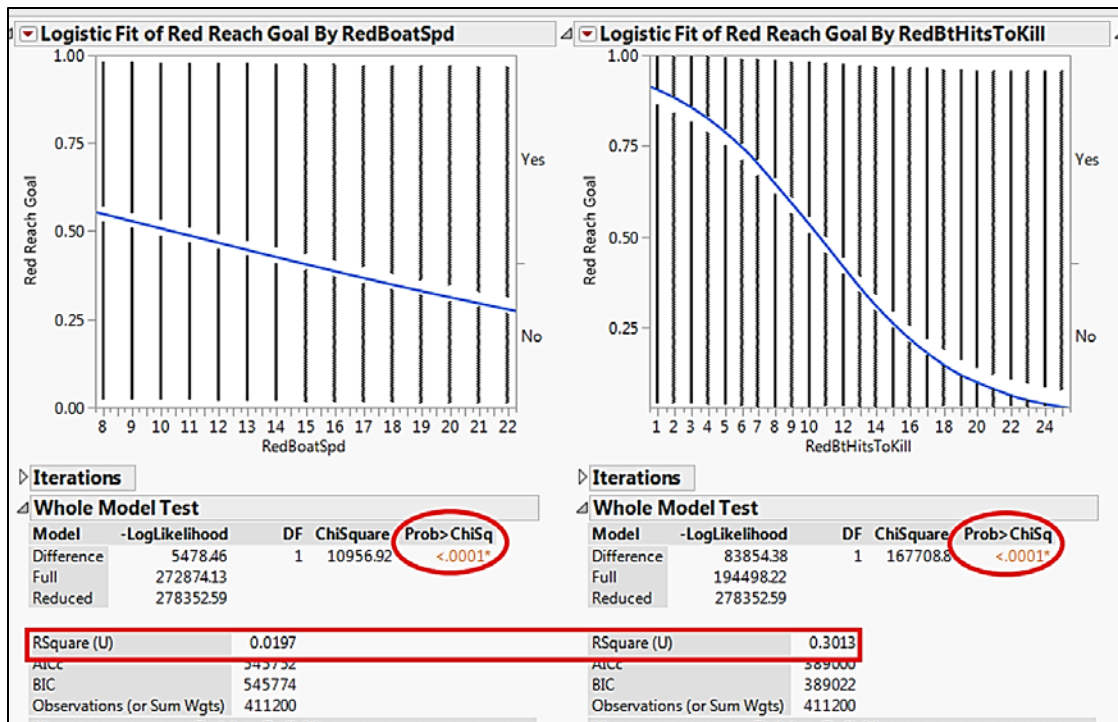 Logistic Fit of Red Reach Goal By RedBoatSpd
1.00
0.75
0.50
0.25
0.00
Red Reach Goal
Yes
No
8 9 10 11 12 13 14 15 16 17 18 19 20 21 22
RedBoatSpd
Iterations
Whole Model Test
Model -LogLikelihood DF ChiSquare Prob>ChiSq
Difference 5478.46 1 10956.92 <.0001*
Full 272874.13
Reduced 278352.59
RSquare (U) 0.0197
AICc 545752
BIC 545774
Observations (or Sum Wgts) 411200
Logistic Fit of Red Reach Goal By RedBtHitsToKill
1.00
0.75
0.50
0.25
Red Reach Goal
Yes
No
1 2 3 4 5 6 7 8 9 10 12 14 16 18 20 22 24
RedBtHitsToKill
Iterations
Whole Model Test
Model -LogLikelihood DF ChiSquare Prob>ChiSq
Difference 83854.38 1 167708.8 <.0001*
Full 194498.22
Reduced 278352.59
RSquare (U) 0.3013
AICc 389000
BIC 389022
Observations (or Sum Wgts) 411200